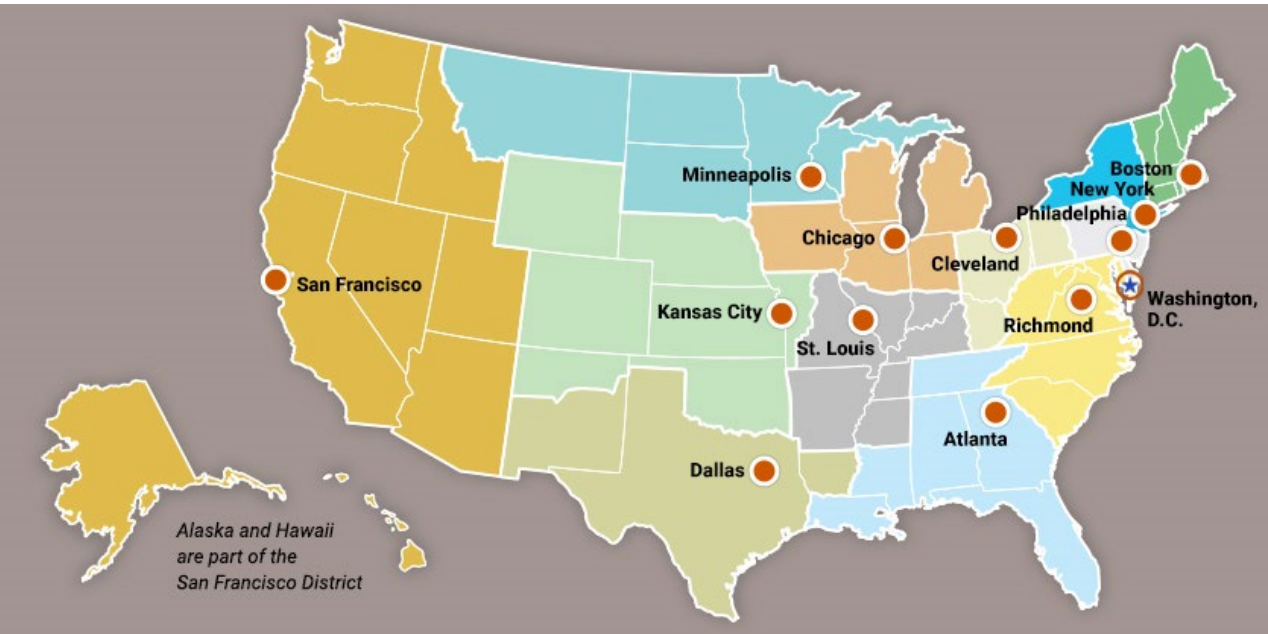 Minneapolis
Boston
New York
Philadelphia
Chicago
Cleveland
San Francisco
Washington,
D.C.
Kansas City
Richmond
St. Louis
Atlanta
Dallas
Alaska and Hawaii
are part of the
San Francisco District